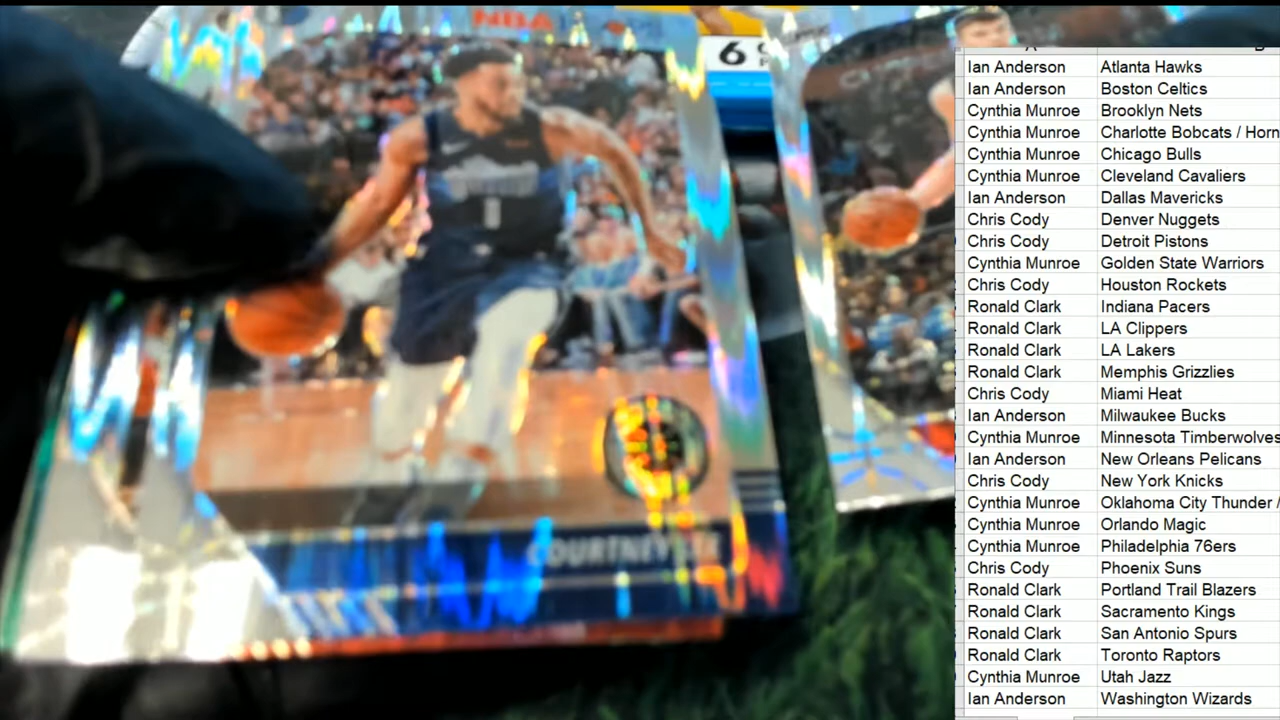 NBA
6
1
COURTNEY LEE
Ian Anderson Atlanta Hawks
Ian Anderson Boston Celtics
Cynthia Munroe Brooklyn Nets
Cynthia Munroe Charlotte Bobcats / Horn
Cynthia Munroe Chicago Bulls
Cynthia Munroe Cleveland Cavaliers
Ian Anderson Dallas Mavericks
Chris Cody Denver Nuggets
Chris Cody Detroit Pistons
Cynthia Munroe Golden State Warriors
Chris Cody Houston Rockets
Ronald Clark Indiana Pacers
Ronald Clark LA Clippers
Ronald Clark LA Lakers
Ronald Clark Memphis Grizzlies
Chris Cody Miami Heat
Ian Anderson Milwaukee Bucks
Cynthia Munroe Minnesota Timberwolves
Ian Anderson New Orleans Pelicans
Chris Cody New York Knicks
Cynthia Munroe Oklahoma City Thunder /
Cynthia Munroe Orlando Magic
Cynthia Munroe Philadelphia 76ers
Chris Cody Phoenix Suns
Ronald Clark Portland Trail Blazers
Ronald Clark Sacramento Kings
Ronald Clark San Antonio Spurs
Ronald Clark Toronto Raptors
Cynthia Munroe Utah Jazz
Ian Anderson Washington Wizards